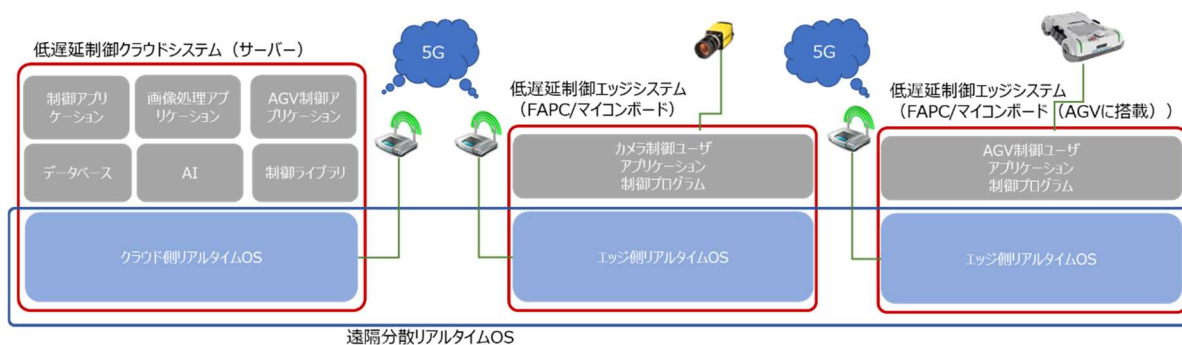 低遅延制御クラウドシステム（サーバー）
制御アプリ
ケーション
画像処理アプ
リケーション
AGV制御ア
プリケーション
データベース
AI
制御ライブラリ
クラウド側リアルタイムOS
5G
低遅延制御エッジシステム
（FAPC/マイコンボード）
カメラ制御ユーザ
アプリケーション
制御プログラム
エッジ側リアルタイムOS
5G
低遅延制御エッジシステム
（FAPC/マイコンボード（AGVに搭載））
AGV制御ユーザ
アプリケーション
制御プログラム
エッジ側リアルタイムOS
遠隔分散リアルタイムOS